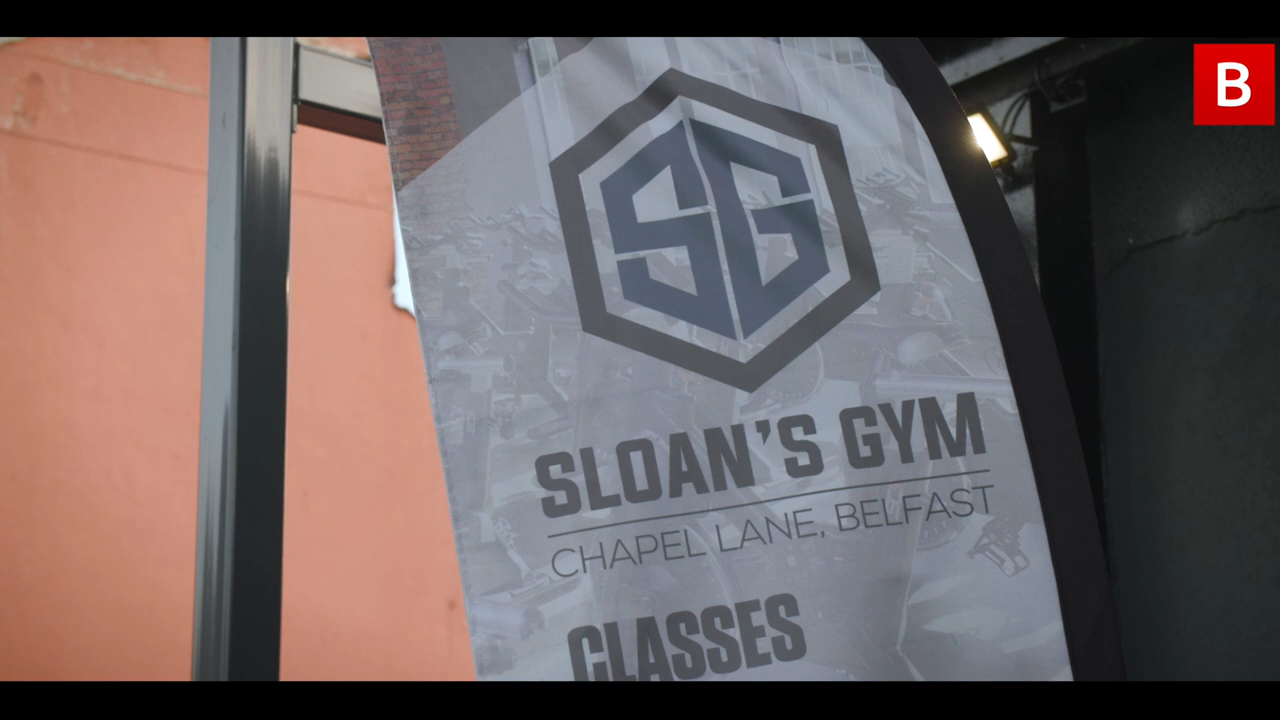 B
SG
SLOAN'S GYM
CHAPEL LANE, BELFAST
CLASSES